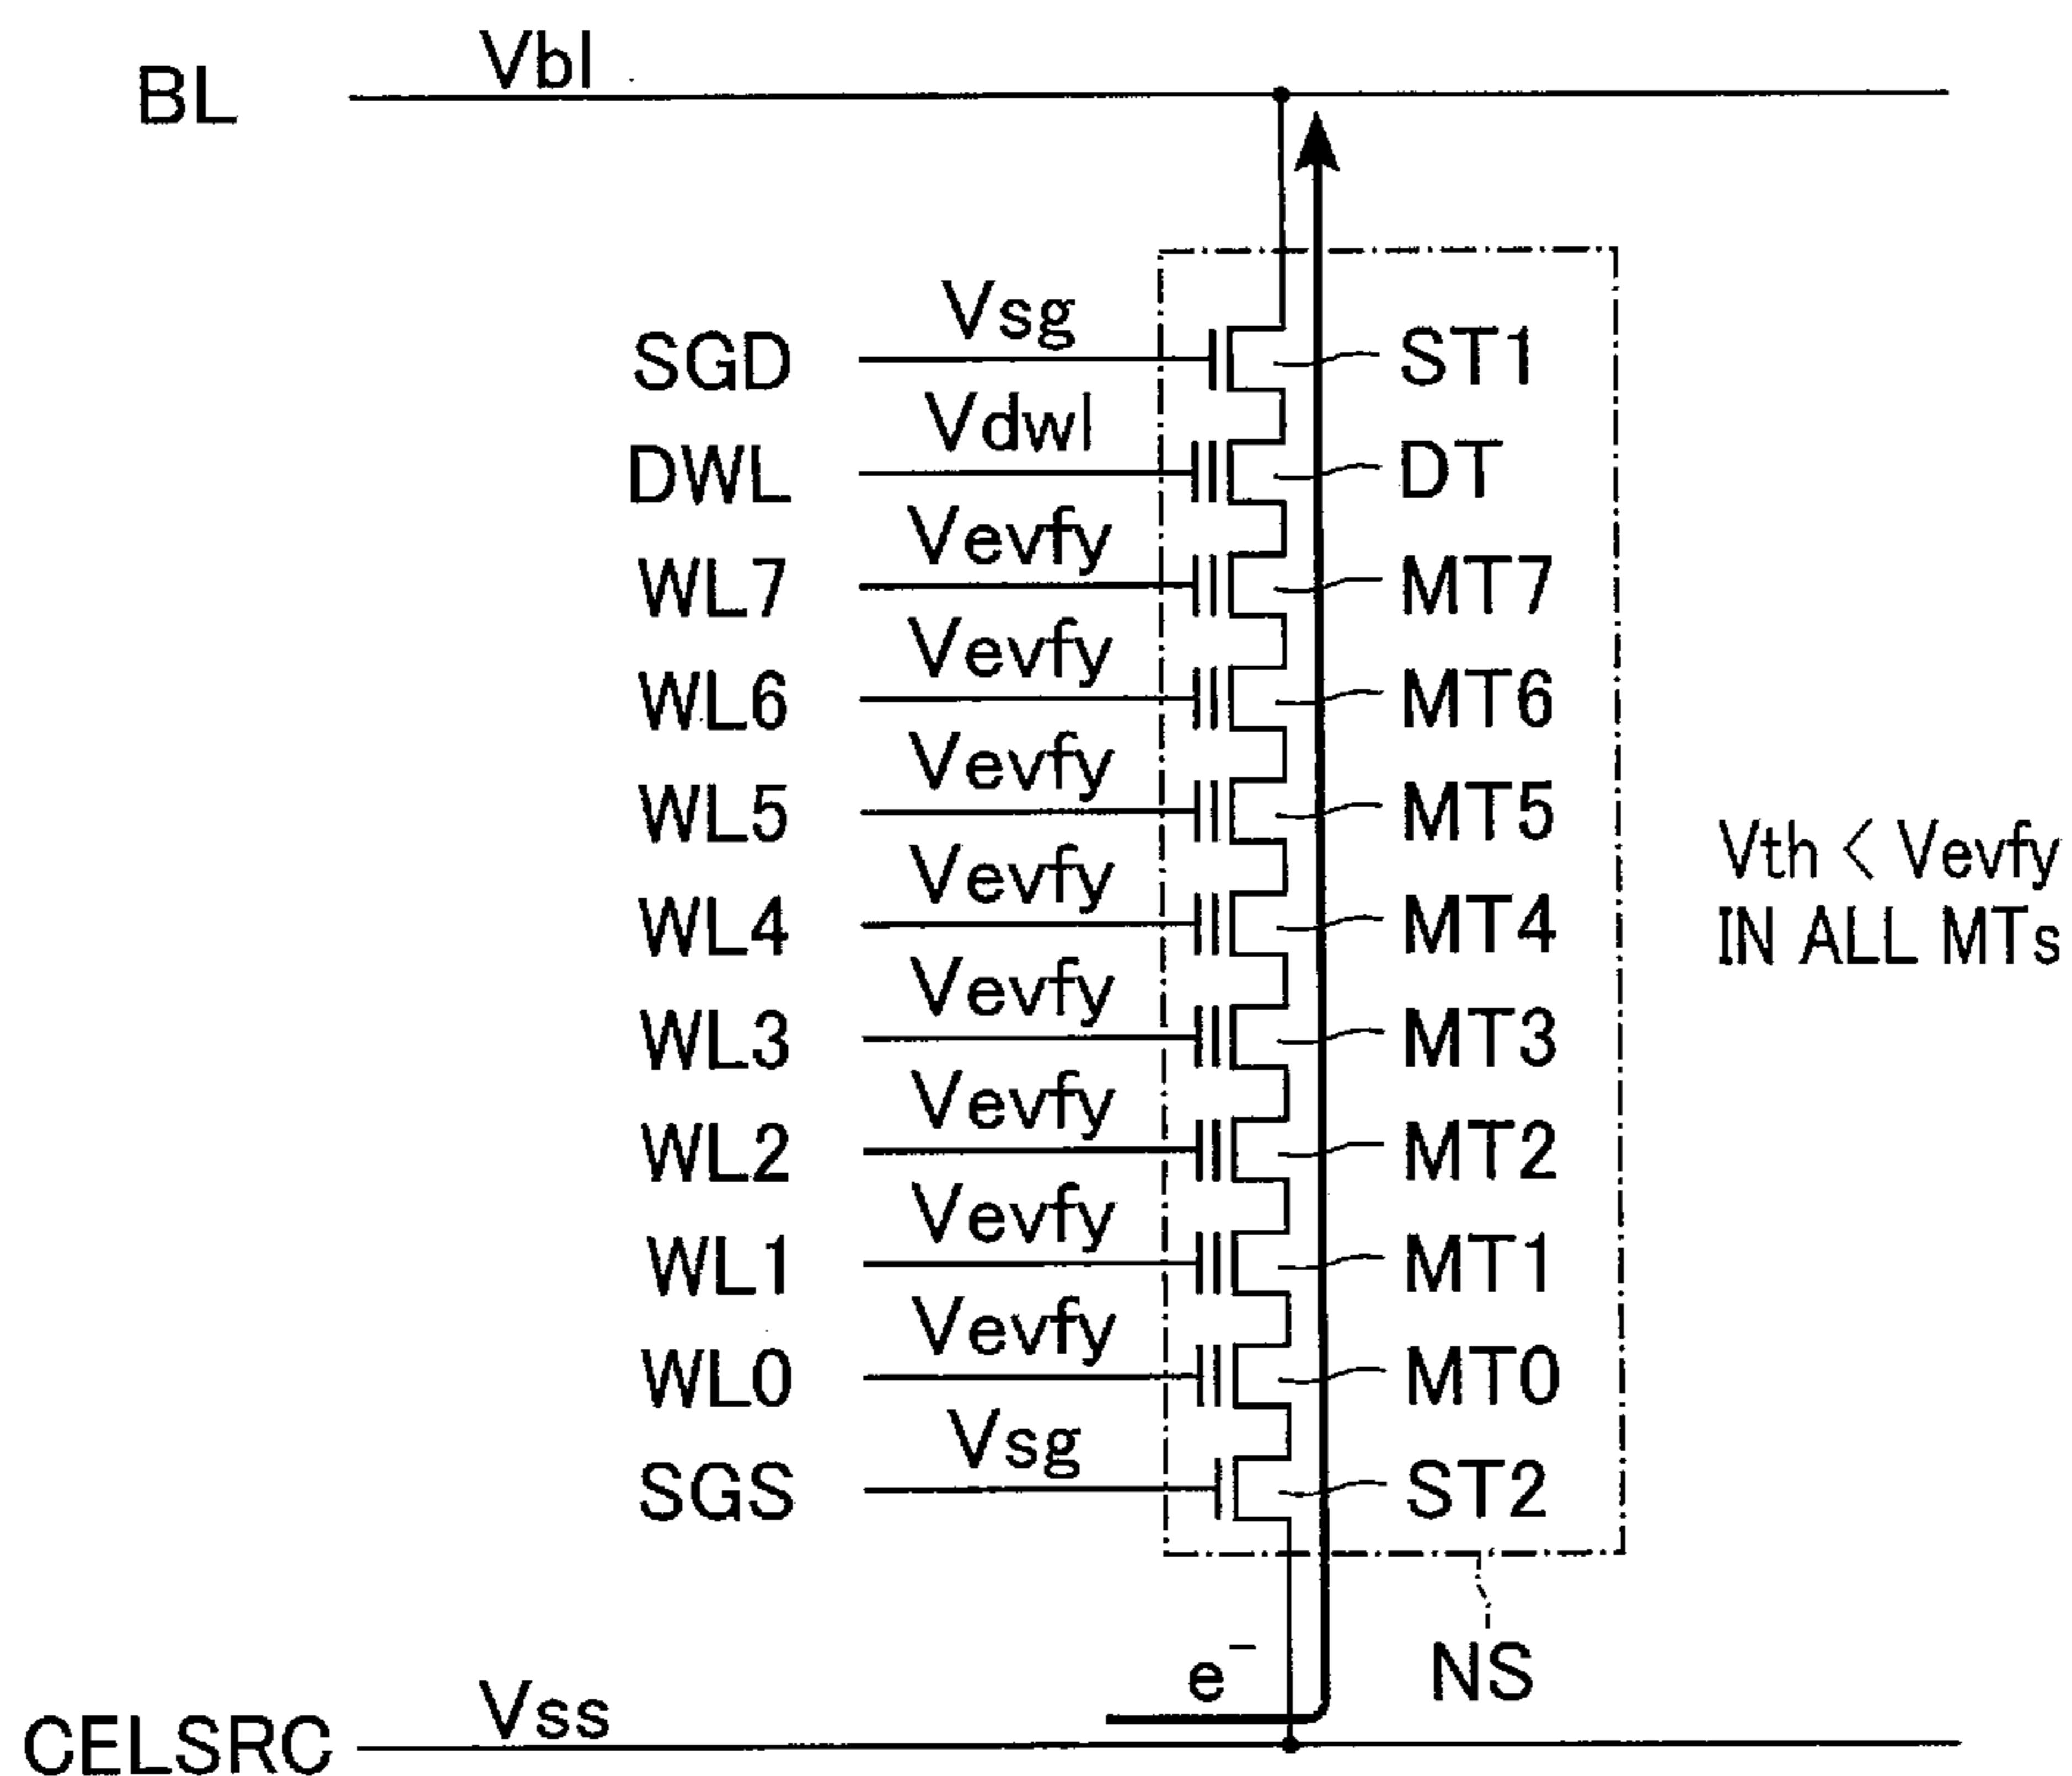 BL Vbl
Vsg
SGD ST1
Vdwl
DWL DT
Vevfy
WL7 MT7
Vevfy
WL6 MT6
Vevfy
WL5 MT5
Vth < Vevfy
IN ALL MTs
Vevfy
WL4 MT4
Vevfy
WL3 MT3
Vevfy
WL2 MT2
Vevfy
WL1 MT1
Vevfy
WL0 MT0
Vsg
SGS ST2
e⁻ NS
CELSRC Vss